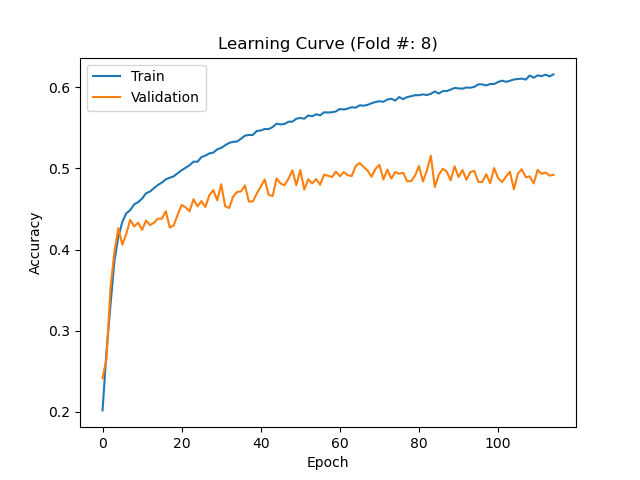 Learning Curve (Fold #: 8)
Train
Validation
0.6
0.5
0.4
0.3
0.2
Accuracy
0 20 40 60 80 100
Epoch